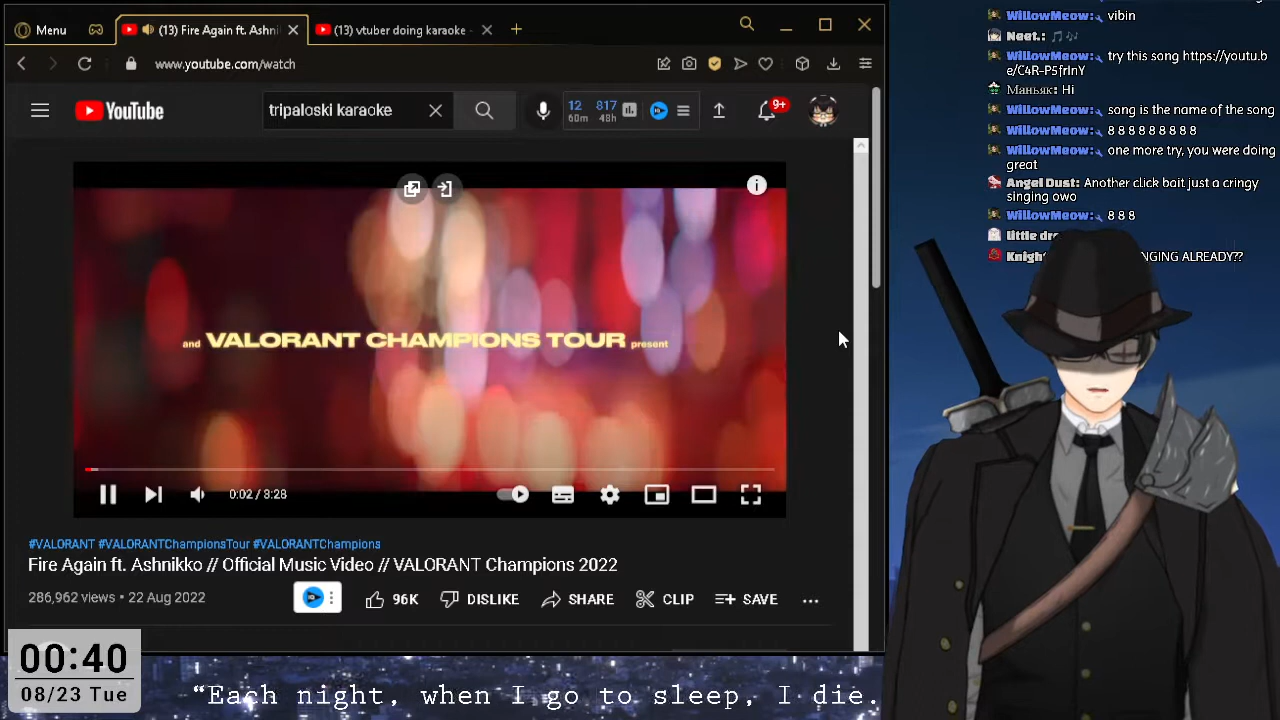 Menu
(13) Fire Again ft. Ashni
(13) vtuber doing karaoke -
www.youtube.com/watch
YouTube
tripaloski karaoke
12 817
60m 48h
9+
and VALORANT CHAMPIONS TOUR present
0:02 / 3:28
#VALORANT #VALORANTChampionsTour #VALORANTChampions
Fire Again ft. Ashnikko // Official Music Video // VALORANT Champions 2022
286,962 views • 22 Aug 2022
96K
DISLIKE
SHARE
CLIP
SAVE
00:40
08/23 Tue
“Each night, when I go to sleep, I die.
WillowMeow: vibin
Neet.: 🎵🎶
WillowMeow: try this song https://youtu.b
e/C4R-P5frInY
Маньяк: Hi
WillowMeow: song is the name of the song
WillowMeow: 8 8 8 8 8 8 8 8 8
WillowMeow: one more try, you were doing
great
Angel Dust: Another click bait just a cringy
singing owo
WillowMeow: 8 8 8
little dr
Knigh NGING ALREADY??